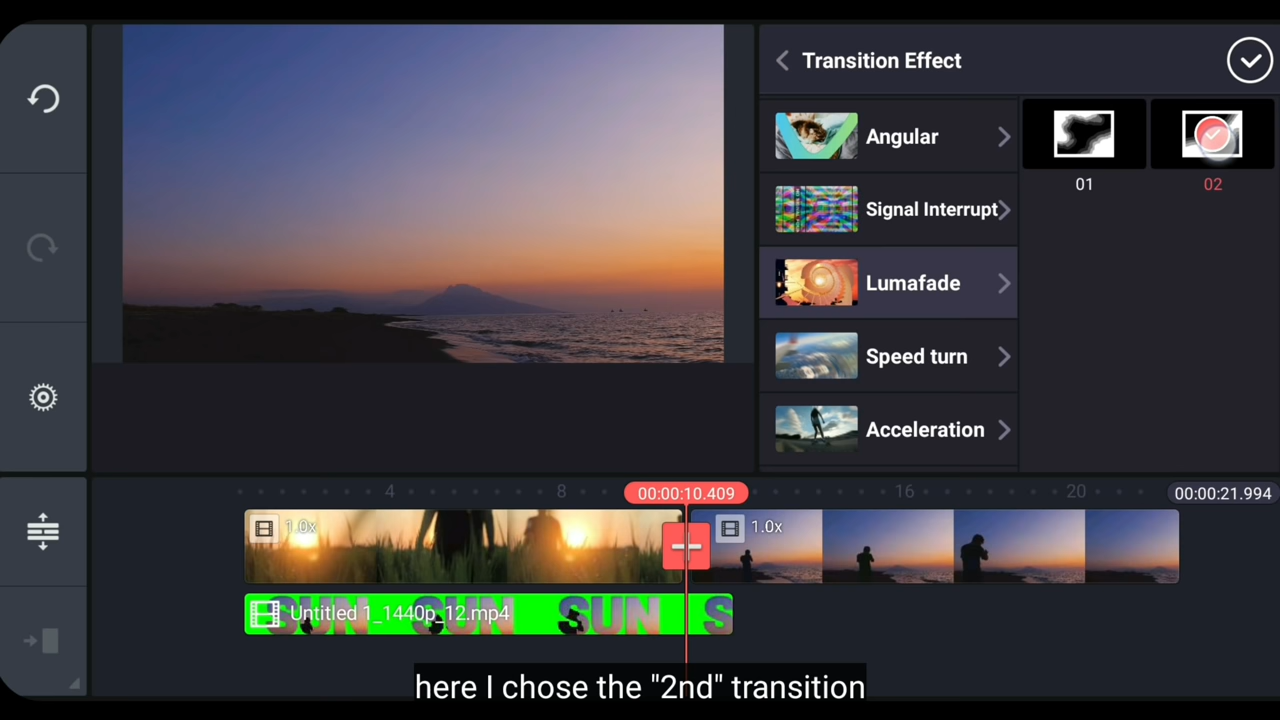 Transition Effect
Angular
Signal Interrupt
Lumafade
Speed turn
Acceleration
01
02
4
8
00:00:10.409
16
20
00:00:21.994
1.0x
1.0x
Untitled 1_1440p_12.mp4
SUN SUN SUN S
here I chose the "2nd" transition